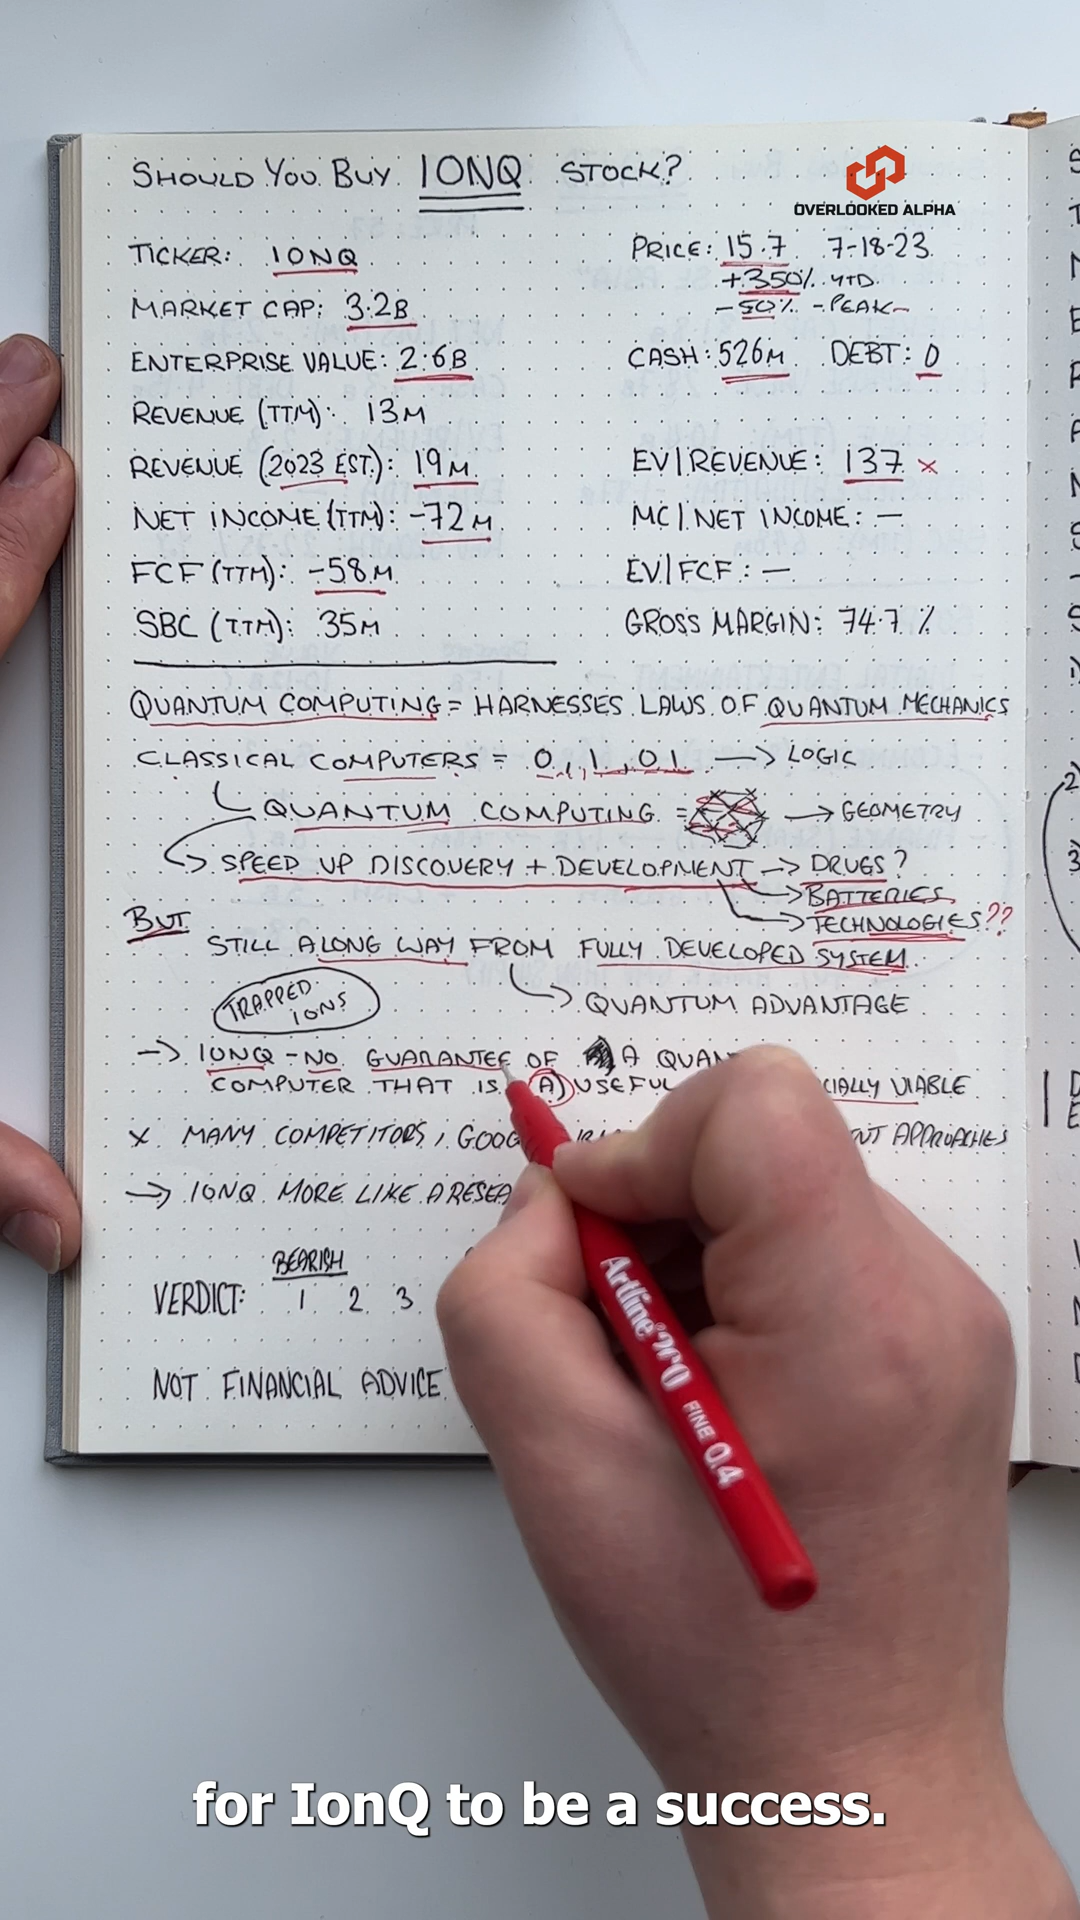 SHOULD YOU BUY IONQ STOCK?
OVERLOOKED ALPHA
TICKER: IONQ
PRICE: 15.7 7-18-23
+350% YTD
-50% -PEAK-
MARKET CAP: 3.2B
ENTERPRISE VALUE: 2.6B
CASH: 526M DEBT: 0
REVENUE (TTM): 13M
REVENUE (2023 EST.): 19M
EV/REVENUE: 137 x
NET INCOME (TTM): -72M
MC/NET INCOME: —
FCF (TTM): -58M
EV/FCF: —
SBC (TTM): 35M
GROSS MARGIN: 74.7%
QUANTUM COMPUTING = HARNESSES LAWS OF QUANTUM MECHANICS
CLASSICAL COMPUTERS = 0, 1, 01 → LOGIC
QUANTUM COMPUTING = → GEOMETRY
→ SPEED UP DISCOVERY + DEVELOPMENT → DRUGS?
→ BATTERIES
→ TECHNOLOGIES??
BUT
STILL A LONG WAY FROM FULLY DEVELOPED SYSTEM
→ QUANTUM ADVANTAGE
TRAPPED
IONS
→ IONQ - NO GUARANTEE OF A QUAN
COMPUTER THAT IS A) USEFUL CIALLY VIABLE
x MANY COMPETITORS, GOOG NT APPROACHES
→ IONQ MORE LIKE A RESEA
BEARISH
VERDICT: 1 2 3
NOT FINANCIAL ADVICE
Artline 200 FINE 0.4
for IonQ to be a success.